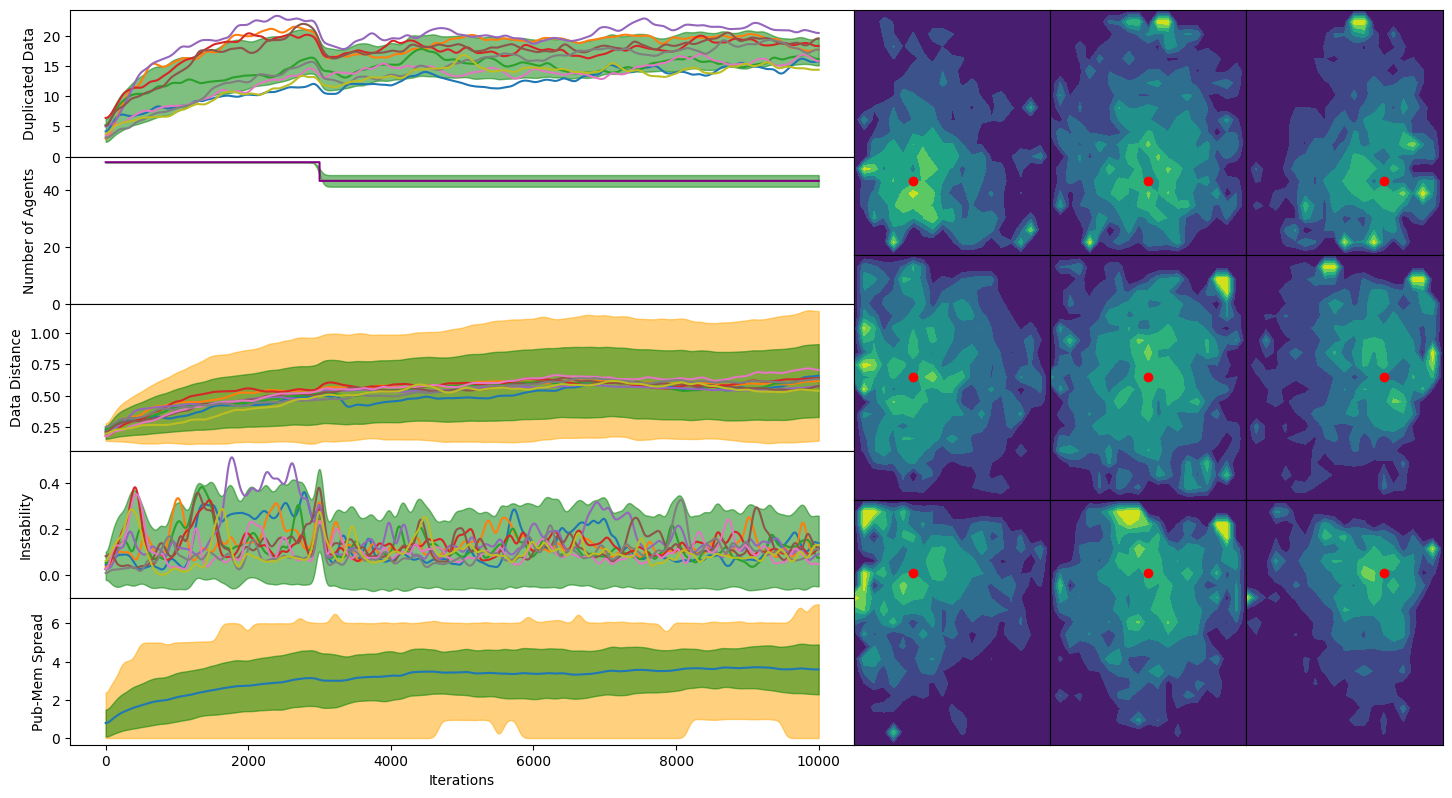 Duplicated Data
20
15
10
5
0
Number of Agents
40
20
0
Data Distance
1.00
0.75
0.50
0.25
Instability
0.4
0.2
0.0
Pub-Mem Spread
6
4
2
0
0 2000 4000 6000 8000 10000
Iterations